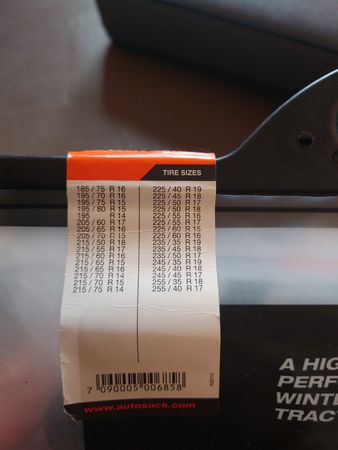 TIRE SIZES
185 / 75 R 16
195 / 70 R 16
195 / 75 R 15
195 / 80 R 15
195 R 14
205 / 60 R 17
205 / 65 R 16
205 / 70 R 15
215 / 50 R 18
215 / 55 R 17
215 / 60 R 16
215 / 65 R 15
215 / 65 R 16
215 / 70 R 14
215 / 70 R 15
215 / 75 R 14
225 / 40 R 19
225 / 45 R 18
225 / 50 R 17
225 / 50 R 18
225 / 55 R 16
225 / 55 R 17
225 / 60 R 15
225 / 60 R 16
235 / 35 R 19
235 / 45 R
245 / 35 R 19
245 / 40 R 18
245 / 45 R 17
255 / 35 R 18
255 / 40 R 17
7 090005 006858
www.autosock.com
A HIG
PERF
WINT
TRAC